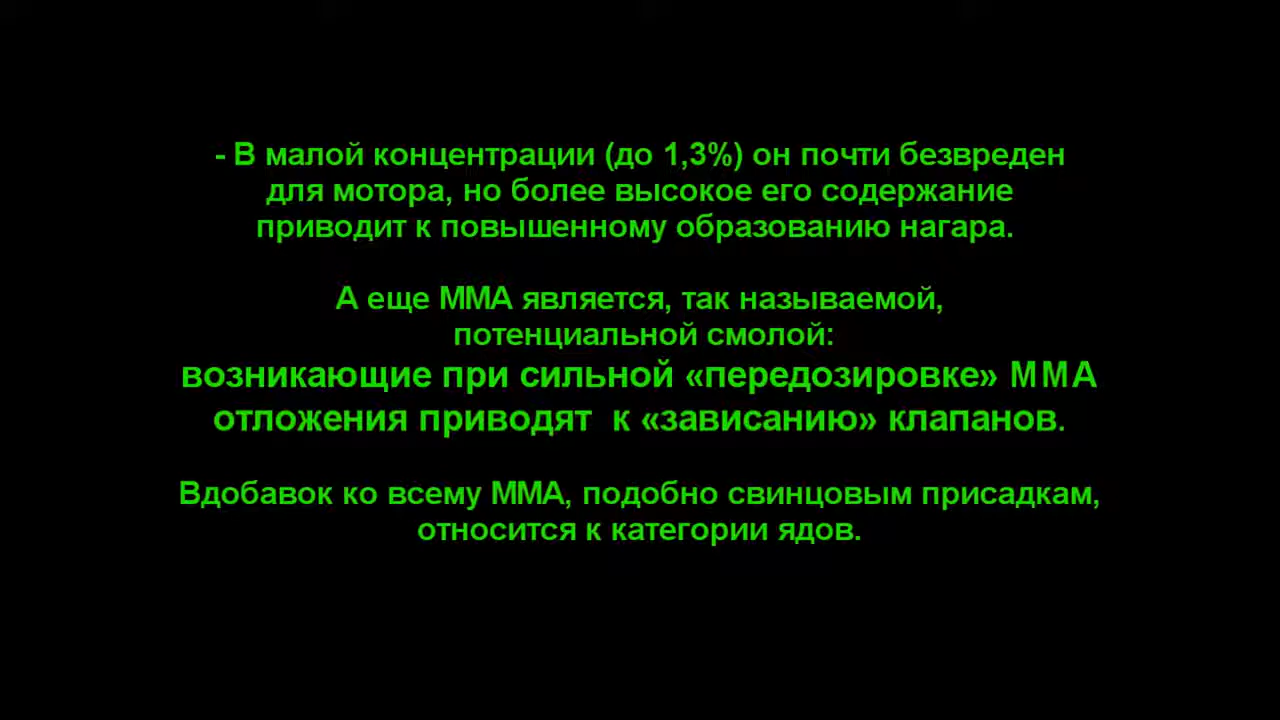 - В малой концентрации (до 1,3%) он почти безвреден
для мотора, но более высокое его содержание
приводит к повышенному образованию нагара.
А еще ММА является, так называемой,
потенциальной смолой:
возникающие при сильной «передозировке» ММА
отложения приводят к «зависанию» клапанов.
Вдобавок ко всему ММА, подобно свинцовым присадкам,
относится к категории ядов.